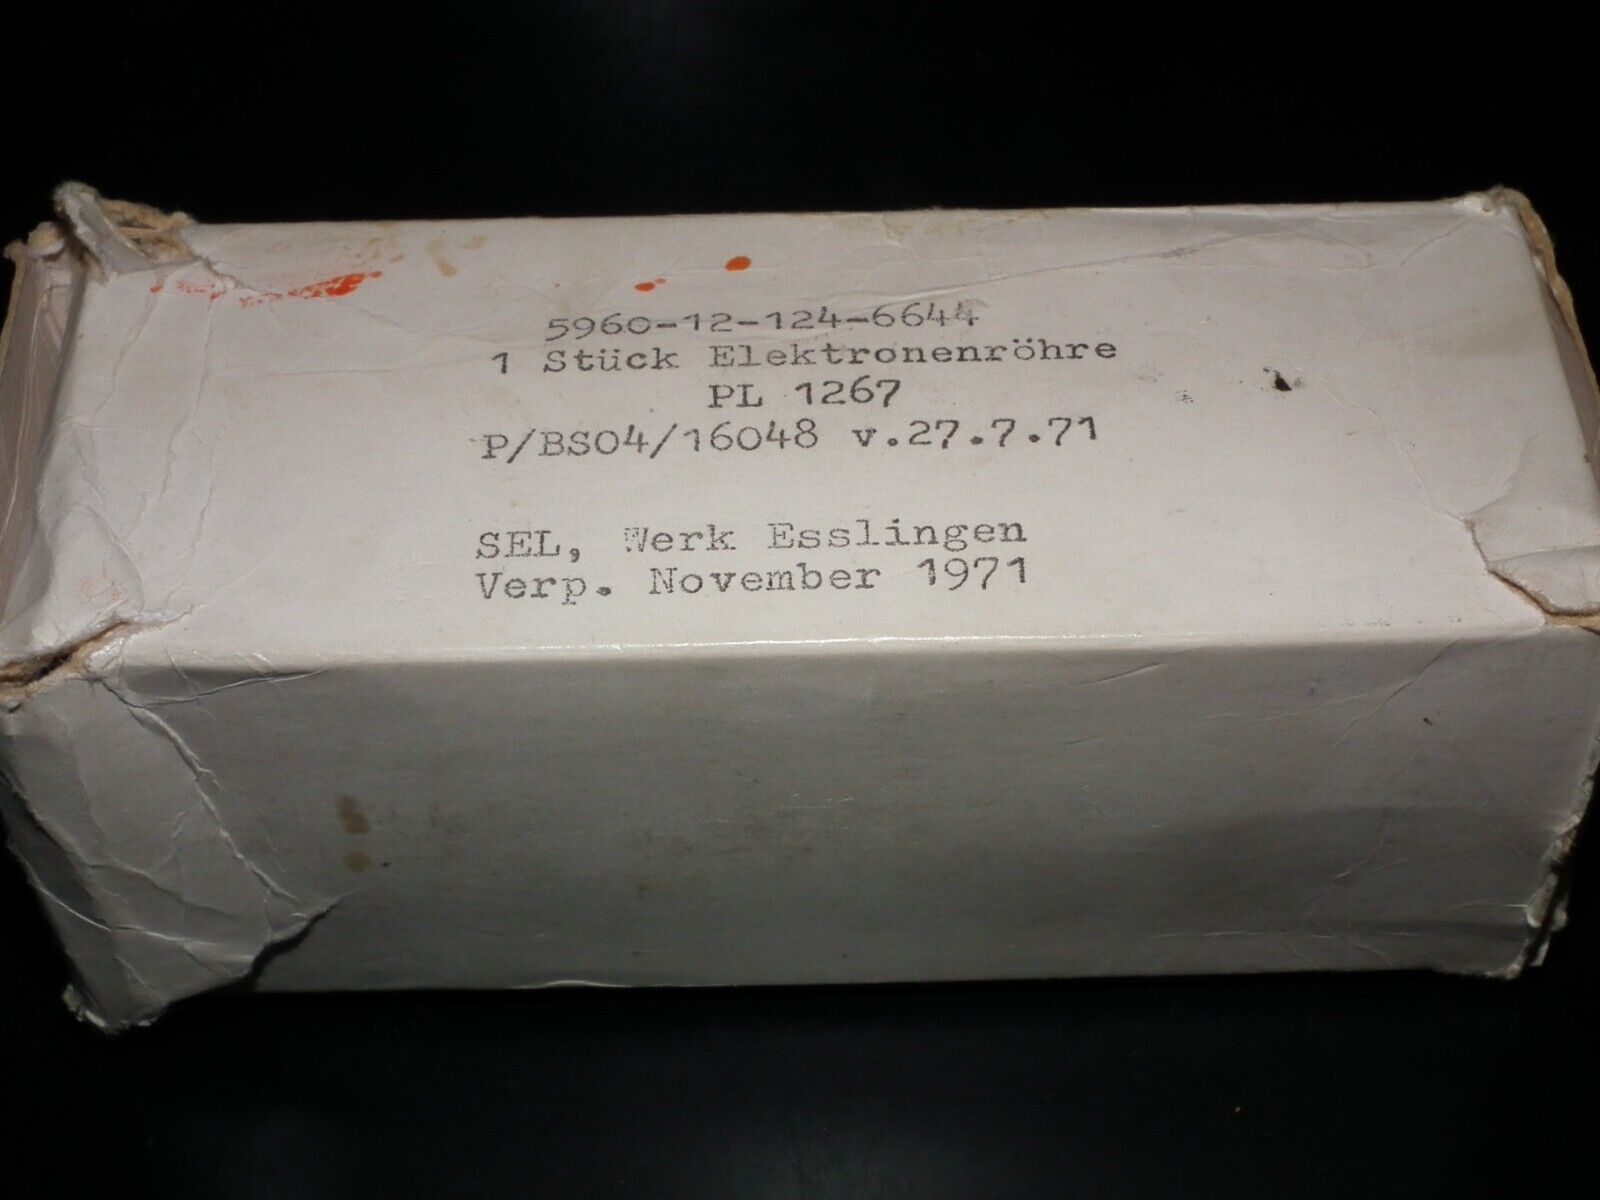 5960-12-124-6644
1 Stück Elektronenröhre
PL 1267
P/BS04/16048 v.27.7.71
SEL, Werk Esslingen
Verp. November 1971